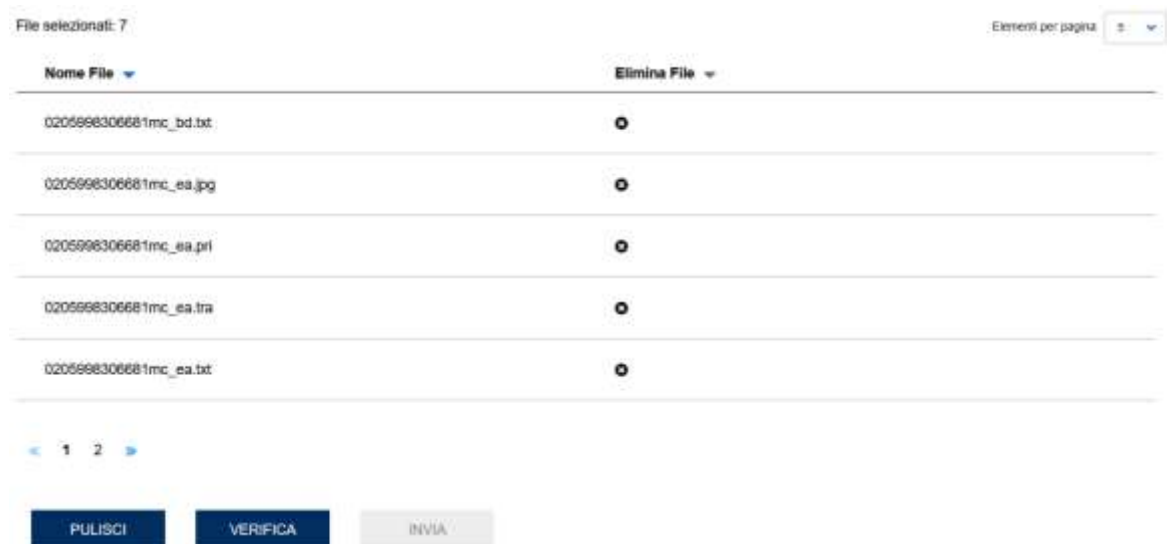 File selezionati: 7
Elementi per pagina 5
Nome File
Elimina File
0205998306681mc_bd.txt
0205998306681mc_ea.jpg
0205998306681mc_ea.pri
0205998306681mc_ea.tra
0205998306681mc_ea.txt
« 1 2 »
PULISCI
VERIFICA
INVIA